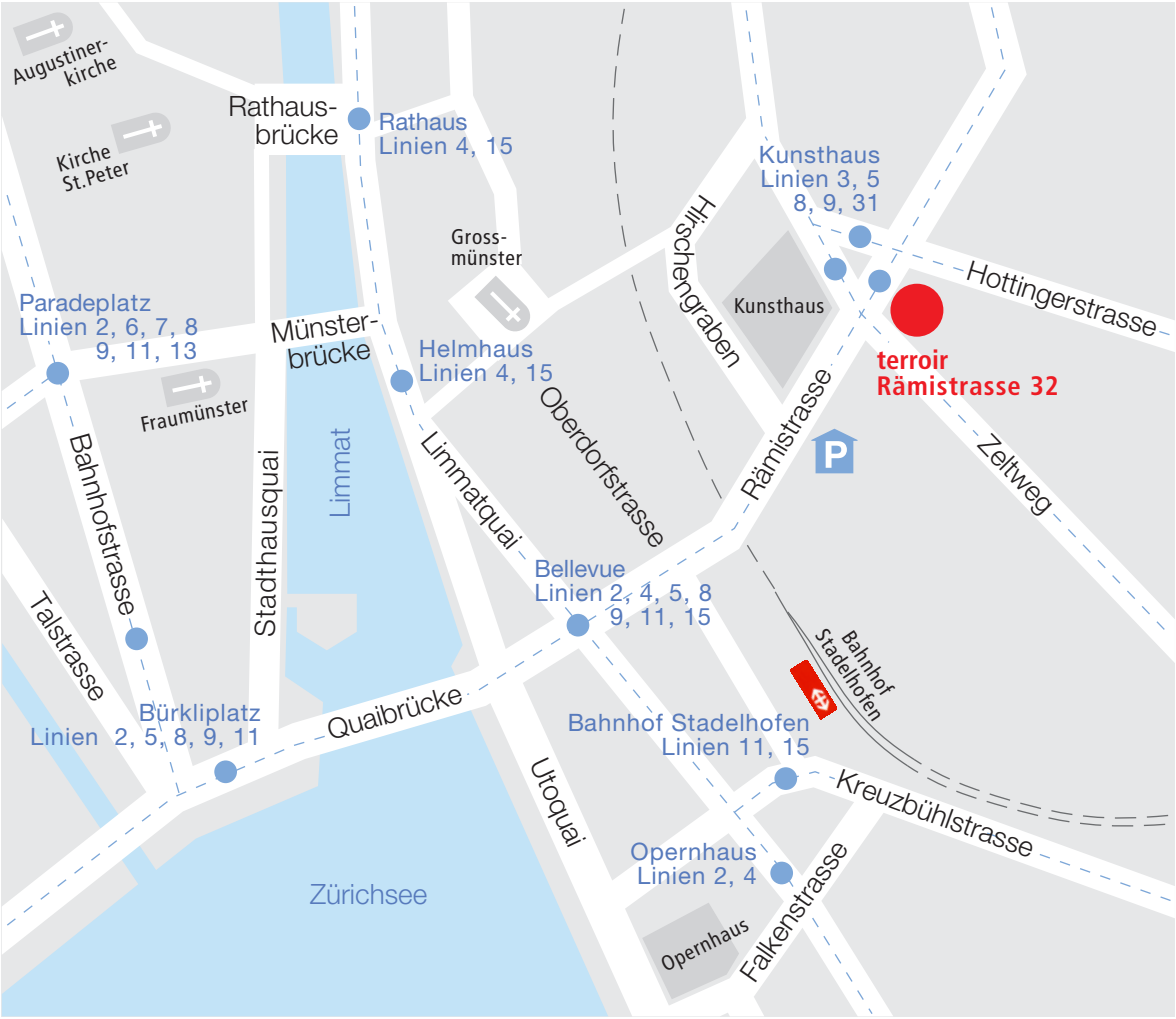 Augustiner-
kirche
Rathaus-
brücke
Rathaus
Linien 4, 15
Kirche
St.Peter
Kunsthaus
Linien 3, 5
8, 9, 31
Hirschengraben
Gross-
münster
Hottingerstrasse
Paradeplatz
Linien 2, 6, 7, 8
9, 11, 13
Münster-
brücke
Kunsthaus
Helmhaus
Linien 4, 15
terroir
Rämistrasse 32
Fraumünster
Oberdorfstrasse
Rämistrasse
P
Zeltweg
Limmat
Limmatquai
Bahnhofstrasse
Stadthausquai
Bellevue
Linien 2, 4, 5, 8
9, 11, 15
Talstrasse
Bahnhof
Stadelhofen
Bürkliplatz
Linien 2, 5, 8, 9, 11
Quaibrücke
Bahnhof Stadelhofen
Linien 11, 15
Utoquai
Kreuzbühlstrasse
Opernhaus
Linien 2, 4
Zürichsee
Falkenstrasse
Opernhaus